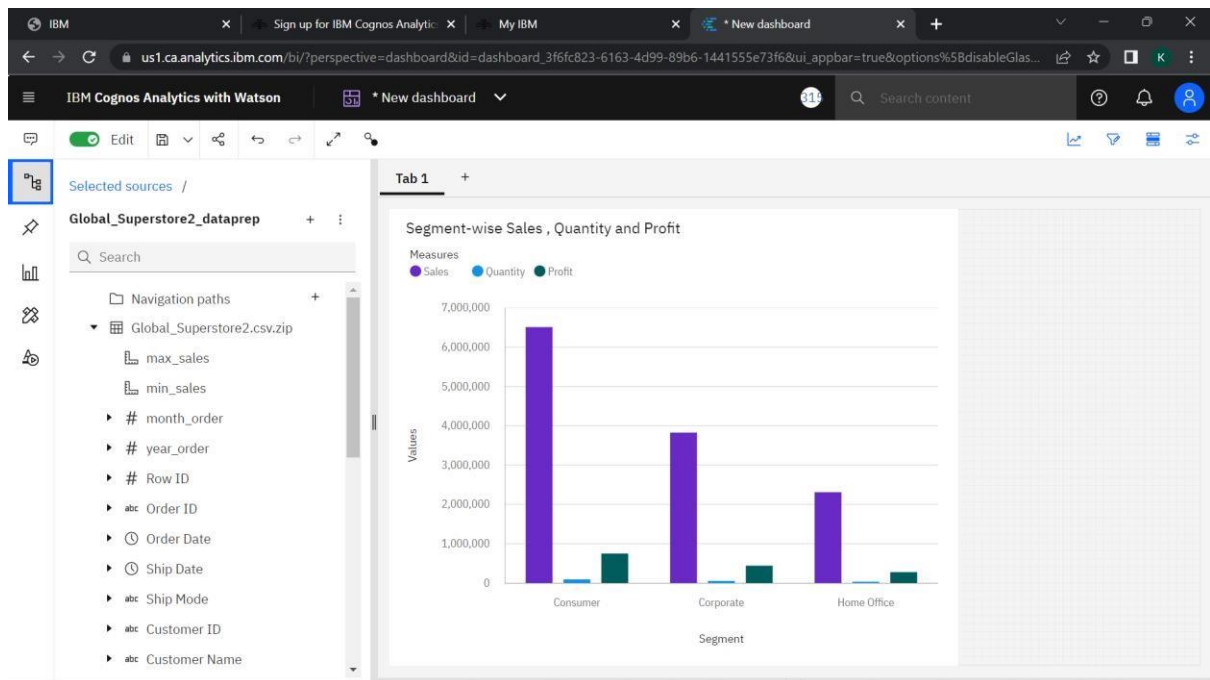 IBM
Sign up for IBM Cognos Analytic
My IBM
* New dashboard
us1.ca.analytics.ibm.com/bi/?perspective=dashboard&id=dashboard_3f6fc823-6163-4d99-89b6-1441555e73f6&ui_appbar=true&options%5BdisableGlas...
K
IBM Cognos Analytics with Watson
* New dashboard
315
Search content
Edit
Selected sources /
Tab 1
Global_Superstore2_dataprep
Search
Navigation paths
Global_Superstore2.csv.zip
max_sales
min_sales
# month_order
# year_order
# Row ID
abc Order ID
Order Date
Ship Date
abc Ship Mode
abc Customer ID
abc Customer Name
Segment-wise Sales , Quantity and Profit
Measures
Sales Quantity Profit
Values
7,000,000
6,000,000
5,000,000
4,000,000
3,000,000
2,000,000
1,000,000
0
Consumer Corporate Home Office
Segment